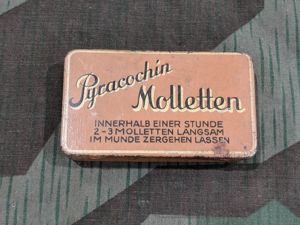 Pyracochin
Molletten
INNERHALB EINER STUNDE
2-3 MOLLETTEN LANGSAM
IM MUNDE ZERGEHEN LASSEN